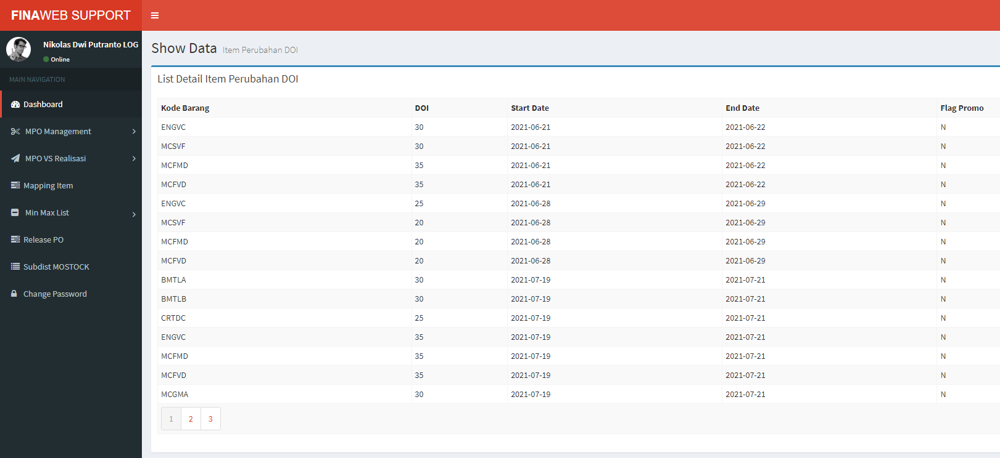 FINAWEB SUPPORT
Nikolas Dwi Putranto LOG
Online
MAIN NAVIGATION
Dashboard
MPO Management
MPO VS Realisasi
Mapping Item
Min Max List
Release PO
Subdist MOSTOCK
Change Password
Show Data Item Perubahan DOI
List Detail Item Perubahan DOI
Kode Barang DOI Start Date End Date Flag Promo
ENGVC 30 2021-06-21 2021-06-22 N
MCSVF 30 2021-06-21 2021-06-22 N
MCFMD 35 2021-06-21 2021-06-22 N
MCFVD 35 2021-06-21 2021-06-22 N
ENGVC 25 2021-06-28 2021-06-29 N
MCSVF 20 2021-06-28 2021-06-29 N
MCFMD 20 2021-06-28 2021-06-29 N
MCFVD 20 2021-06-28 2021-06-29 N
BMTLA 30 2021-07-19 2021-07-21 N
BMTLB 30 2021-07-19 2021-07-21 N
CRTDC 25 2021-07-19 2021-07-21 N
ENGVC 35 2021-07-19 2021-07-21 N
MCFMD 35 2021-07-19 2021-07-21 N
MCFVD 35 2021-07-19 2021-07-21 N
MCGMA 30 2021-07-19 2021-07-21 N
1 2 3